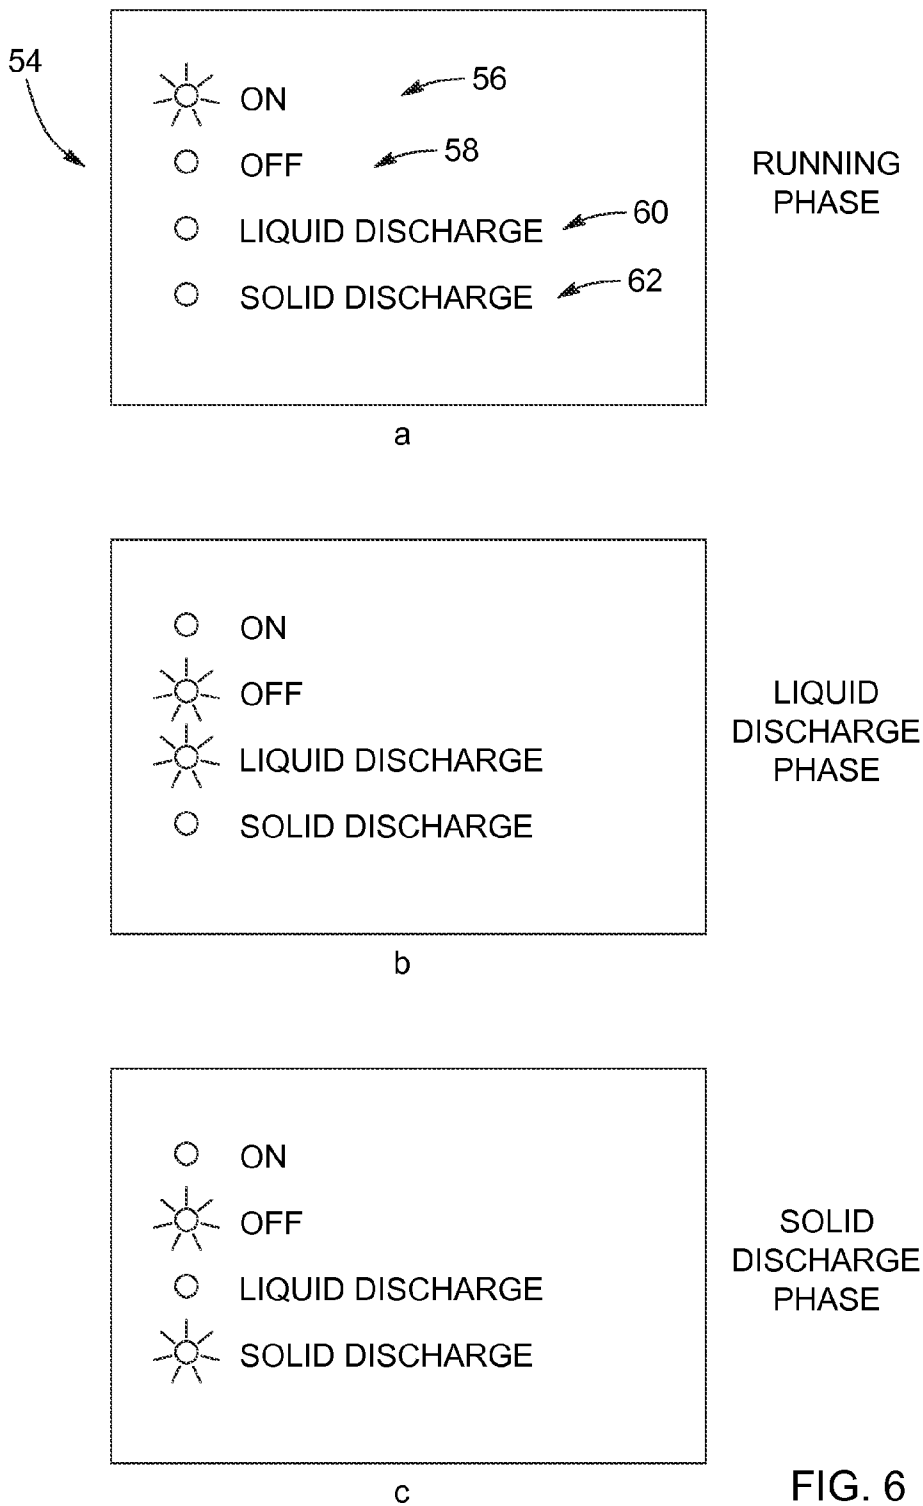 54
ON
56
OFF
58
LIQUID DISCHARGE
60
SOLID DISCHARGE
62
RUNNING
PHASE
a
ON
OFF
LIQUID DISCHARGE
SOLID DISCHARGE
LIQUID
DISCHARGE
PHASE
b
ON
OFF
LIQUID DISCHARGE
SOLID DISCHARGE
SOLID
DISCHARGE
PHASE
c
FIG. 6